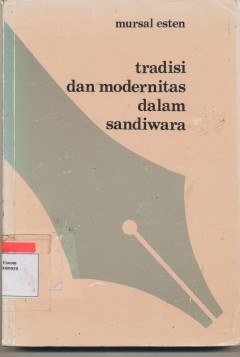 mursal esten
tradisi
dan modernitas
dalam
sandiwara